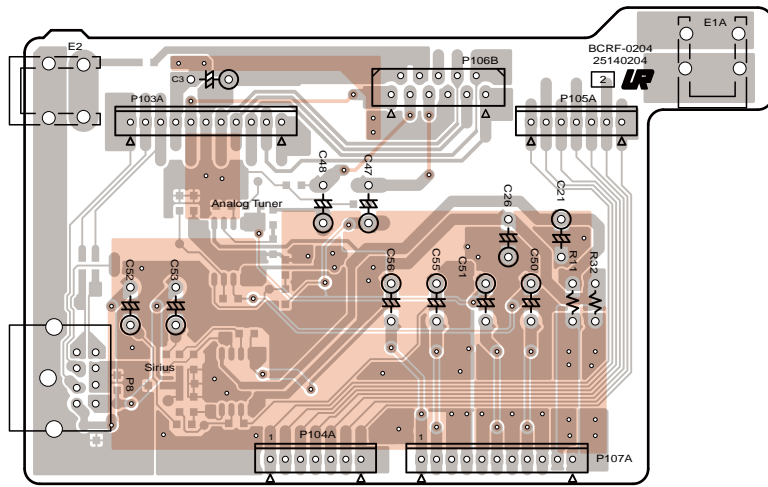 E2
E1A
BCRF-0204
25140204
P106B
C3
2
UR
P103A
P105A
C48
C47
C26
C21
Analog Tuner
C52
C53
C56
C55
C51
C50
R11
R32
Sirius
P8
1
P104A
1
P107A